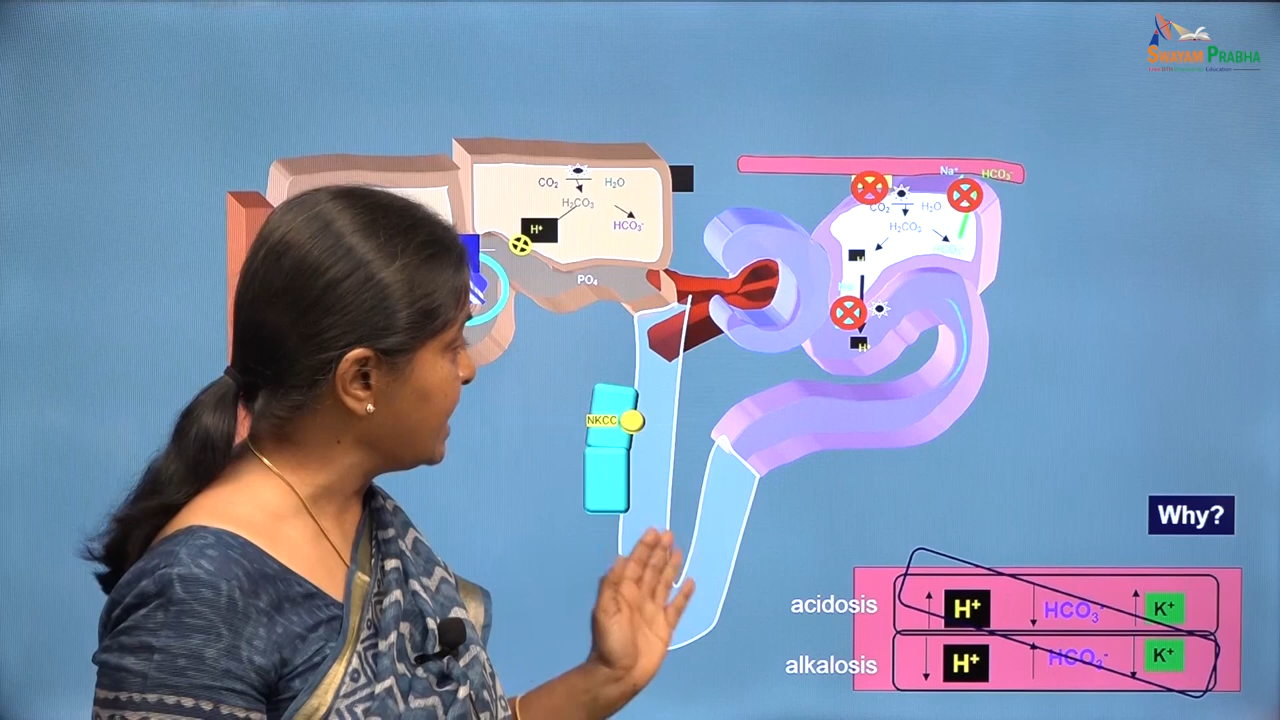 SWAYAM PRABHA
CO₂ H₂O
H₂CO₃
H⁺ HCO₃⁻
PO₄
Na⁺ HCO₃⁻
CO₂ H₂O
H₂CO₃
H
H⁺
NKCC
Why?
acidosis H⁺ HCO₃⁻ K⁺
alkalosis H⁺ HCO₃⁻ K⁺